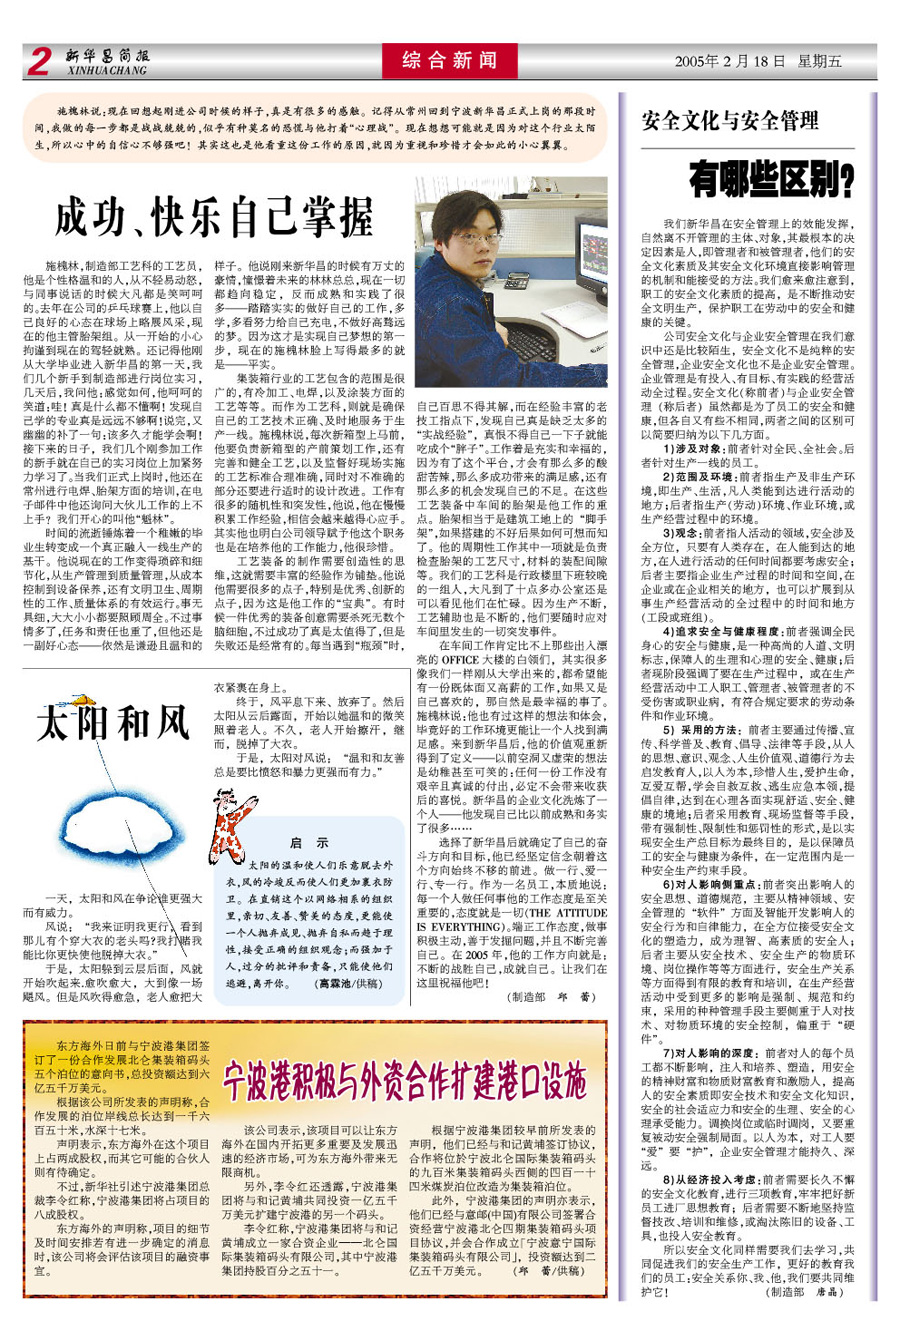 2
新华昌简报
XINHUACHANG
综合新闻
2005年 2 月 18 日 星期五
施槐林说:现在回想起刚进公司时候的样子,真是有很多的感触。记得从常州回到宁波新华昌正式上岗的那段时
间,我做的每一步都是战战兢兢的,似乎有种莫名的恐慌与他打着“心理战”。现在想想可能就是因为对这个行业太陌
生,所以心中的自信心不够强吧! 其实这也是他看重这份工作的原因,就因为重视和珍惜才会如此的小心翼翼。
成功、快乐自己掌握
施槐林,制造部工艺科的工艺员,
他是个性格温和的人,从不轻易动怒,
与同事说话的时候大凡都是笑呵呵
的。去年在公司的乒乓球赛上,他以自
己良好的心态在球场上略展风采,现
在的他主管胎架组。从一开始的小心
拘谨到现在的驾轻就熟。还记得他刚
从大学毕业进入新华昌的第一天,我
们几个新手到制造部进行岗位实习,
几天后,我问他:感觉如何,他呵呵的
笑道:哇! 真是什么都不懂啊! 发现自
己学的专业真是远远不够啊!说完,又
幽幽的补了一句:该多久才能学会啊!
接下来的日子，我们几个刚参加工作
的新手就在自己的实习岗位上加紧努
力学习了。当我们正式上岗时,他还在
常州进行电焊、胎架方面的培训,在电
子邮件中他还询问大伙儿工作的上不
上手? 我们开心的叫他“魁林”。
时间的流逝锤炼着一个稚嫩的毕
业生转变成一个真正融入一线生产的
基干。他说现在的工作变得琐碎和细
节化,从生产管理到质量管理,从成本
控制到设备保养,还有文明卫生、周期
性的工作、质量体系的有效运行。事无
具细,大大小小都要照顾周全。不过事
情多了,任务和责任也重了,但他还是
一副好心态——依然是谦逊且温和的
样子。他说刚来新华昌的时候有万丈的
豪情,憧憬着未来的林林总总,现在一切
都趋向稳定，反而成熟和实践了很
多——踏踏实实的做好自己的工作,多
学,多看努力给自己充电,不做好高骛远
的梦。因为这才是实现自己梦想的第一
步，现在的施槐林脸上写得最多的就
是——平实。
集装箱行业的工艺包含的范围是很
广的,有冷加工、电焊,以及涂装方面的
工艺等等。而作为工艺科,则就是确保
自己的工艺技术正确、及时地服务于生
产一线。施槐林说,每次新箱型上马前,
他要负责新箱型的产前策划工作,还有
完善和健全工艺,以及监督好现场实施
的工艺标准合理准确,同时对不准确的
部分还要进行适时的设计改进。工作有
很多的随机性和突发性,他说,他在慢慢
积累工作经验,相信会越来越得心应手。
其实他也明白公司领导赋予他这个职务
也是在培养他的工作能力,他很珍惜。
工艺装备的制作需要创造性的思
维,这就需要丰富的经验作为铺垫。他说
他需要很多的点子,特别是优秀、创新的
点子,因为这是他工作的“宝典”。有时
候一件优秀的装备创意需要杀死无数个
脑细胞,不过成功了真是太值得了,但是
失败还是经常有的。每当遇到“瓶颈”时,
自己百思不得其解,而在经验丰富的老
技工指点下,发现自己真是缺乏太多的
“实战经验”，真恨不得自己一下子就能
吃成个“胖子”。工作着是充实和幸福的,
因为有了这个平台,才会有那么多的酸
甜苦辣,那么多成功带来的满足感,还有
那么多的机会发现自己的不足。在这些
工艺装备中车间的胎架是他工作的重
点。胎架相当于是建筑工地上的“脚手
架”,如果搭建的不好后果如何可想而知
了。他的周期性工作其中一项就是负责
检查胎架的工艺尺寸,材料的装配间隙
等。我们的工艺科是行政楼里下班较晚
的一组人,大凡到了十点多办公室还是
可以看见他们在忙碌。因为生产不断,
工艺辅助也是不断的,他们要随时应对
车间里发生的一切突发事件。
在车间工作肯定比不上那些出入漂
亮的 OFFICE 大楼的白领们，其实很多
像我们一样刚从大学出来的,都希望能
有一份既体面又高薪的工作,如果又是
自己喜欢的，那自然是最幸福的事了。
施槐林说:他也有过这样的想法和体会,
毕竟好的工作环境更能让一个人找到满
足感。来到新华昌后,他的价值观重新
得到了定义——以前空洞又虚荣的想法
是幼稚甚至可笑的:任何一份工作没有
艰辛且真诚的付出,必定不会带来收获
后的喜悦。新华昌的企业文化洗炼了一
个人——他发现自己比以前成熟和务实
了很多……
选择了新华昌后就确定了自己的奋
斗方向和目标,他已经坚定信念朝着这
个方向始终不移的前进。做一行、爱一
行、专一行。作为一名员工,本质地说:
每一个人做任何事他的工作态度是至关
重要的,态度就是一切(THE ATTITUDE
IS EVERYTHING)。端正工作态度,做事
积极主动,善于发掘问题,并且不断完善
自己。在 2005 年,他的工作方向就是:
不断的战胜自己,成就自己。让我们在
这里祝福他吧!
(制造部 邱 蕾)
太阳和风
一天，太阳和风在争论谁更强大
而有威力。
风说：“我来证明我更行，看到
那儿有个穿大衣的老头吗?我打赌我
能比你更快使他脱掉大衣。”
于是，太阳躲到云层后面，风就
开始吹起来.愈吹愈大，大到像一场
飓风。但是风吹得愈急，老人愈把大
衣紧裹在身上。
终于，风平息下来、放弃了。然后
太阳从云后露面，开始以她温和的微笑
照着老人。不久，老人开始擦汗，继
而，脱掉了大衣。
于是，太阳对风说：“温和和友善
总是要比愤怒和暴力更强而有力。”
启 示
太阳的温和使人们乐意脱去外
衣,风的冷峻反而使人们更加裹衣防
卫。在直销这个以网络相系的组织
里,亲切、友善、赞美的态度,更能使
一个人抛弃成见、抛弃自私而趋于理
性,接受正确的组织观念;而强加于
人,过分的批评和责备,只能使他们
逃避,离开你。 (高霖池/供稿)
宁波港积极与外资合作扩建港口设施
东方海外日前与宁波港集团签
订了一份合作发展北仑集装箱码头
五个泊位的意向书,总投资额达到六
亿五千万美元。
根据该公司所发表的声明称,合
作发展的泊位岸线总长达到一千六
百五十米,水深十七米。
声明表示,东方海外在这个项目
上占两成股权,而其它可能的合伙人
则有待确定。
不过,新华社引述宁波港集团总
裁李令红称,宁波港集团将占项目的
八成股权。
东方海外的声明称,项目的细节
及时间安排若有进一步确定的消息
时,该公司将会评估该项目的融资事
宜。
该公司表示,该项目可以让东方
海外在国内开拓更多重要及发展迅
速的经济市场,可为东方海外带来无
限商机。
另外,李令红还透露,宁波港集
团将与和记黄埔共同投资一亿五千
万美元扩建宁波港的另一个码头。
李令红称,宁波港集团将与和记
黄埔成立一家合资企业——北仑国
际集装箱码头有限公司,其中宁波港
集团持股百分之五十一。
根据宁波港集团较早前所发表的
声明，他们已经与和记黄埔签订协议,
合作将位於宁波北仑国际集装箱码头
的九百米集装箱码头西侧的四百一十
四米煤炭泊位改造为集装箱泊位。
此外，宁波港集团的声明亦表示,
他们已经与意邮(中国)有限公司签署合
资经营宁波港北仑四期集装箱码头项
目协议,并会合作成立「宁波意宁国际
集装箱码头有限公司」，投资额达到二
亿五千万美元。 (邱 蕾/供稿)
安全文化与安全管理
有哪些区别?
我们新华昌在安全管理上的效能发挥,
自然离不开管理的主体、对象,其最根本的决
定因素是人,即管理者和被管理者,他们的安
全文化素质及其安全文化环境直接影响管理
的机制和能接受的方法。我们愈来愈注意到,
职工的安全文化素质的提高，是不断推动安
全文明生产，保护职工在劳动中的安全和健
康的关键。
公司安全文化与企业安全管理在我们意
识中还是比较陌生，安全文化不是纯粹的安
全管理,企业安全文化也不是企业安全管理。
企业管理是有投入、有目标、有实践的经营活
动全过程。安全文化(称前者)与企业安全管
理（称后者）虽然都是为了员工的安全和健
康,但各自又有些不相同,两者之间的区别可
以简要归纳为以下几方面。
1)涉及对象:前者针对全民、全社会。后
者针对生产一线的员工。
2)范围及环境:前者指生产及非生产环
境,即生产、生活,凡人类能到达进行活动的
地方;后者指生产(劳动)环境、作业环境,或
生产经营过程中的环境。
3)观念:前者指人活动的领域,安全涉及
全方位，只要有人类存在，在人能到达的地
方,在人进行活动的任何时间都要考虑安全;
后者主要指企业生产过程的时间和空间,在
企业或在企业相关的地方，也可以扩展到从
事生产经营活动的全过程中的时间和地方
(工段或班组)。
4)追求安全与健康程度:前者强调全民
身心的安全与健康,是一种高尚的人道、文明
标志,保障人的生理和心理的安全、健康;后
者现阶段强调了要在生产过程中，或在生产
经营活动中工人职工、管理者、被管理者的不
受伤害或职业病，有符合规定要求的劳动条
件和作业环境。
5) 采用的方法：前者主要通过传播、宣
传、科学普及、教育、倡导、法律等手段,从人
的思想、意识、观念、人生价值观、道德行为去
启发教育人,以人为本,珍惜人生,爱护生命,
互爱互帮,学会自救互救、逃生应急本领,提
倡自律,达到在心理各面实现舒适、安全、健
康的境地;后者采用教育、现场监督等手段,
带有强制性、限制性和惩罚性的形式,是以实
现安全生产总目标为最终目的，是以保障员
工的安全与健康为条件，在一定范围内是一
种安全生产约束手段。
6)对人影响侧重点:前者突出影响人的
安全思想、道德规范，主要从精神领域、安
全管理的“软件”方面及智能开发影响人的
安全行为和自律能力，在全方位接受安全文
化的塑造力，成为理智、高素质的安全人;
后者主要从安全技术、安全生产的物质环
境、岗位操作等等方面进行，安全生产关系
等方面得到有限的教育和培训，在生产经营
活动中受到更多的影响是强制、规范和约
束，采用的种种管理手段主要侧重于人对技
术、对物质环境的安全控制，偏重于“硬
件”。
7)对人影响的深度：前者对人的每个员
工都不断影响，注人和培养、塑造，用安全
的精神财富和物质财富教育和激励人，提高
人的安全素质即安全技术和安全文化知识,
安全的社会适应力和安全的生理、安全的心
理承受能力。调换岗位或临时调岗，又要重
复被动安全强制局面。以人为本，对工人要
“爱”要“护”，企业安全管理才能持久、深
远。
8)从经济投入考虑:前者需要长久不懈
的安全文化教育,进行三项教育,牢牢把好新
员工进厂思想教育；后者需要不断地坚持监
督技改、培训和维修,或淘汰陈旧的设备、工
具,也投入安全教育。
所以安全文化同样需要我们去学习,共
同促进我们的安全生产工作，更好的教育我
们的员工:安全关系你、我、他,我们要共同维
护它! (制造部 唐晶)